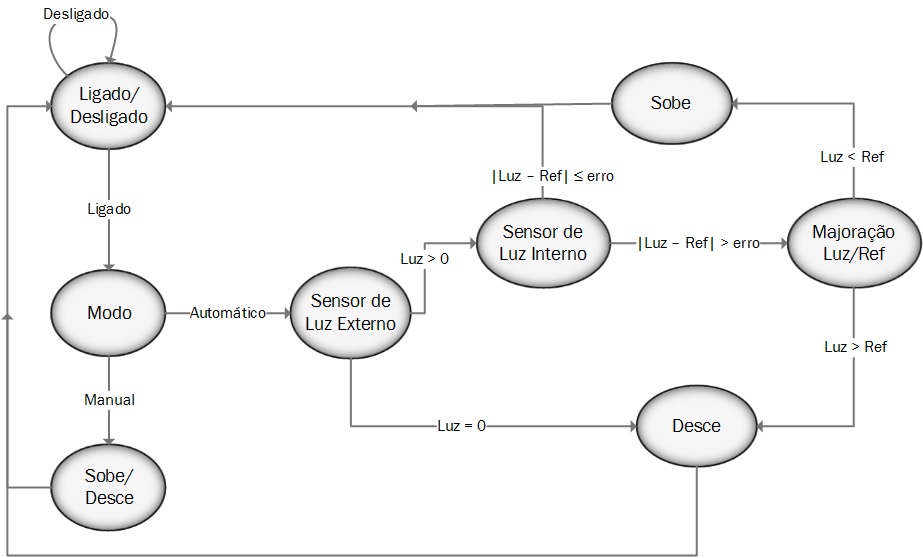 Desligado
Ligado/
Desligado
Sobe
Luz < Ref
|Luz – Ref| ≤ erro
Ligado
Sensor de
Luz Interno
|Luz – Ref| > erro
Majoração
Luz/Ref
Luz > 0
Modo
Automático
Sensor de
Luz Externo
Luz > Ref
Manual
Luz = 0
Desce
Sobe/
Desce